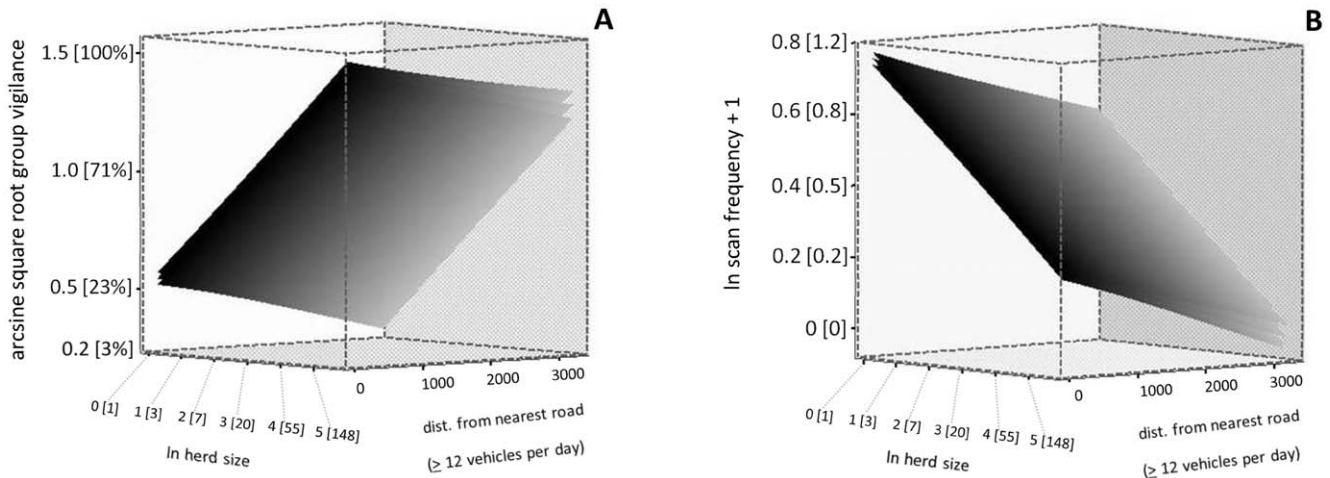 A
arcsine square root group vigilance
1.5 [100%]
1.0 [71%]
0.5 [23%]
0.2 [3%]
0 [1]
1 [3]
2 [7]
3 [20]
4 [55]
5 [148]
ln herd size
0
1000
2000
3000
dist. from nearest road
(≥ 12 vehicles per day)
B
ln scan frequency + 1
0.8 [1.2]
0.6 [0.8]
0.4 [0.5]
0.2 [0.2]
0 [0]
0 [1]
1 [3]
2 [7]
3 [20]
4 [55]
5 [148]
ln herd size
0
1000
2000
3000
dist. from nearest road
(≥ 12 vehicles per day)